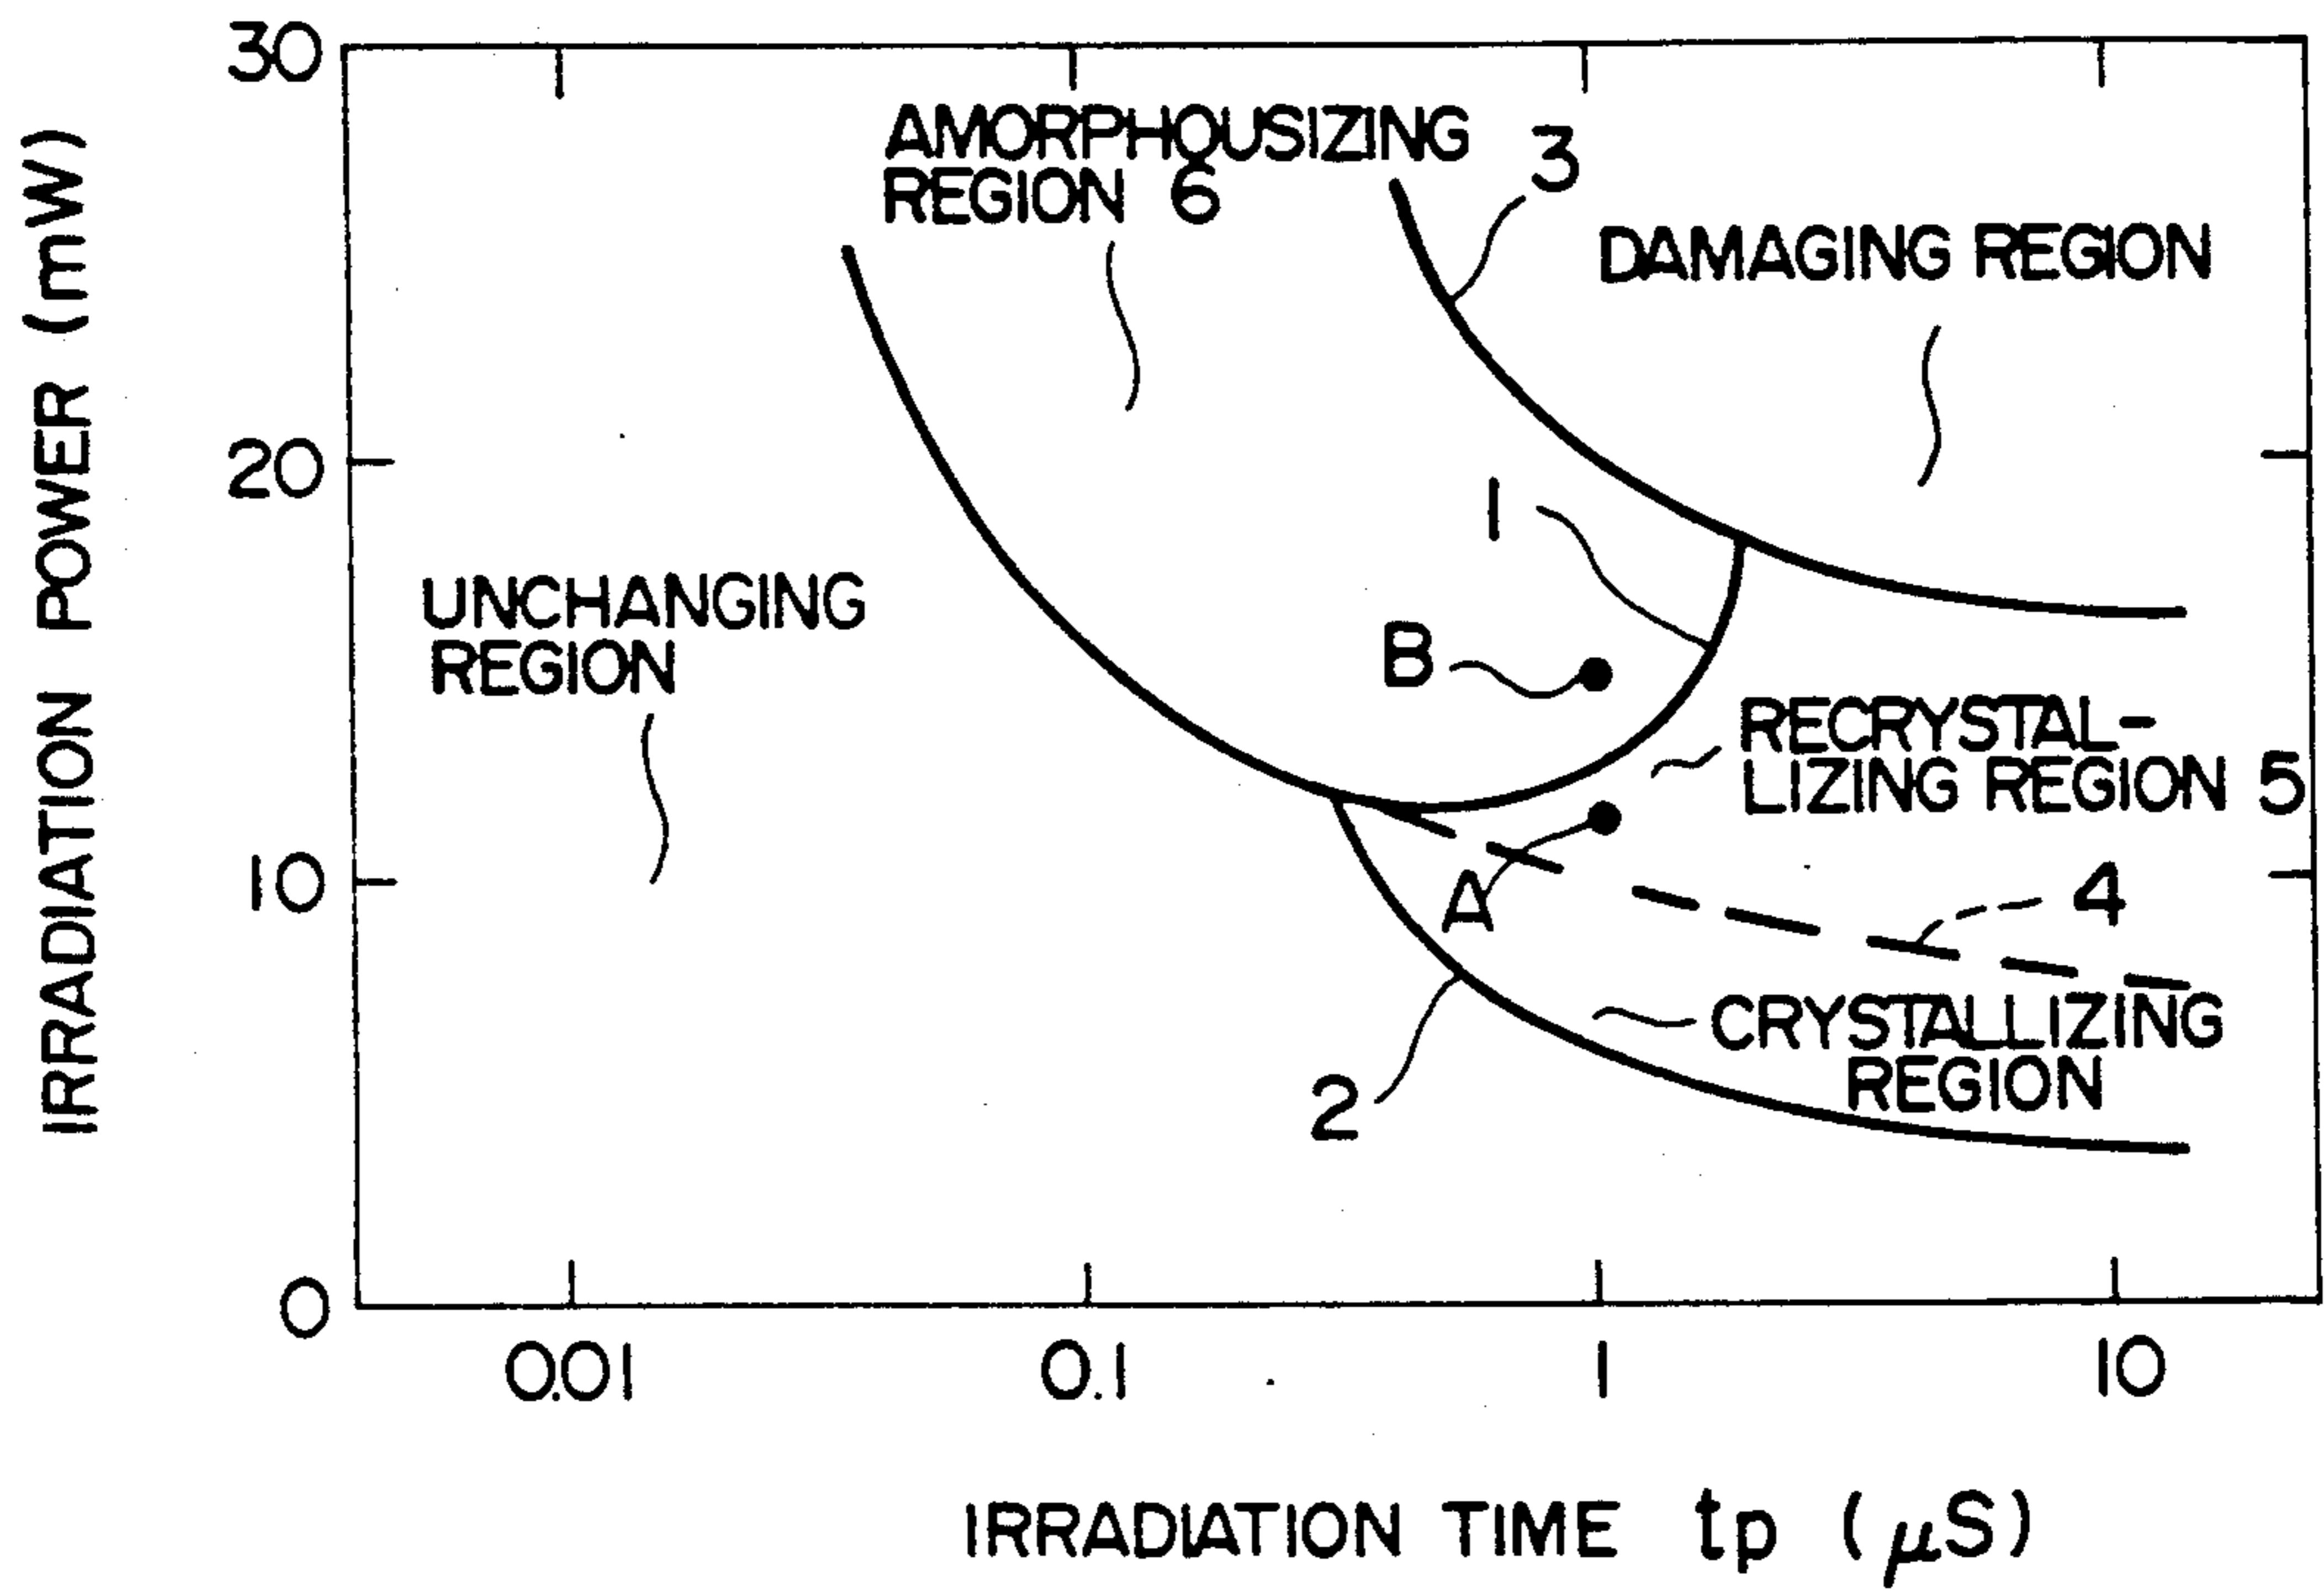 30
AMORPHOUSIZING
REGION 6
3
DAMAGING REGION
20
1
UNCHANGING
REGION
B
RECRYSTAL-
LIZING REGION 5
10
A
4
CRYSTALLIZING
REGION
2
0
0.01
0.1
1
10
IRRADIATION POWER (mW)
IRRADIATION TIME tp (μS)